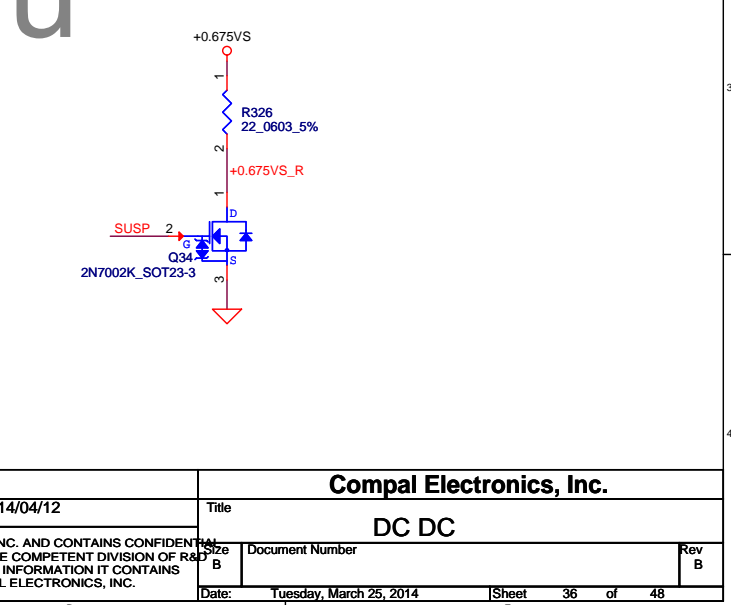 u
+0.675VS
1
R326
22_0603_5%
2
+0.675VS_R
1
D
SUSP 2
G
Q34
S
2N7002K_SOT23-3
3
3
4
Compal Electronics, Inc.
14/04/12
Title
DC DC
NC. AND CONTAINS CONFIDENTIAL
E COMPETENT DIVISION OF R&D
INFORMATION IT CONTAINS
L ELECTRONICS, INC.
Size
B
Document Number
Rev
B
Date: Tuesday, March 25, 2014 Sheet 36 of 48